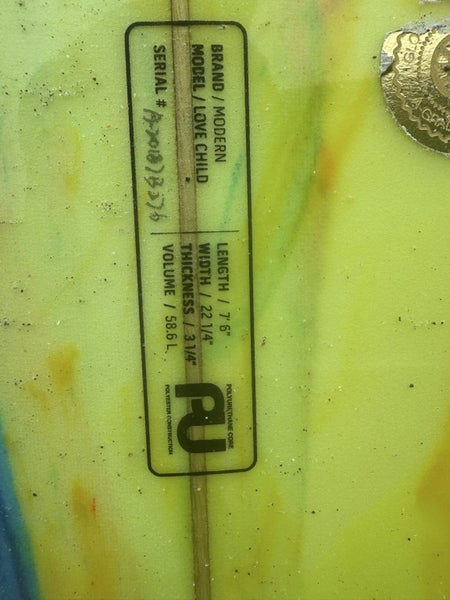 BRAND / MODERN
MODEL / LOVE CHILD
SERIAL #
LENGTH / 7' 6"
WIDTH / 22 1/4"
THICKNESS / 3 1/4"
VOLUME / 58.6 L
PU
POLYURETHANE CORE
POLYESTER CONSTRUCTION